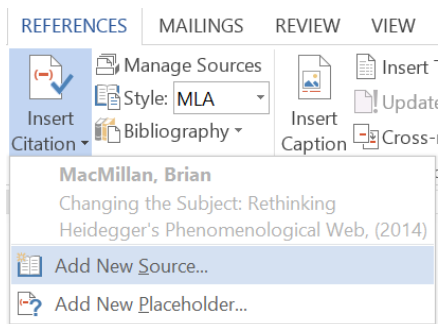 REFERENCES MAILINGS REVIEW VIEW
Manage Sources
Style: MLA
Bibliography
Insert
Citation
Insert
Caption
Insert
Cross-
MacMillan, Brian
Changing the Subject: Rethinking
Heidegger's Phenomenological Web, (2014)
Add New Source...
Add New Placeholder...